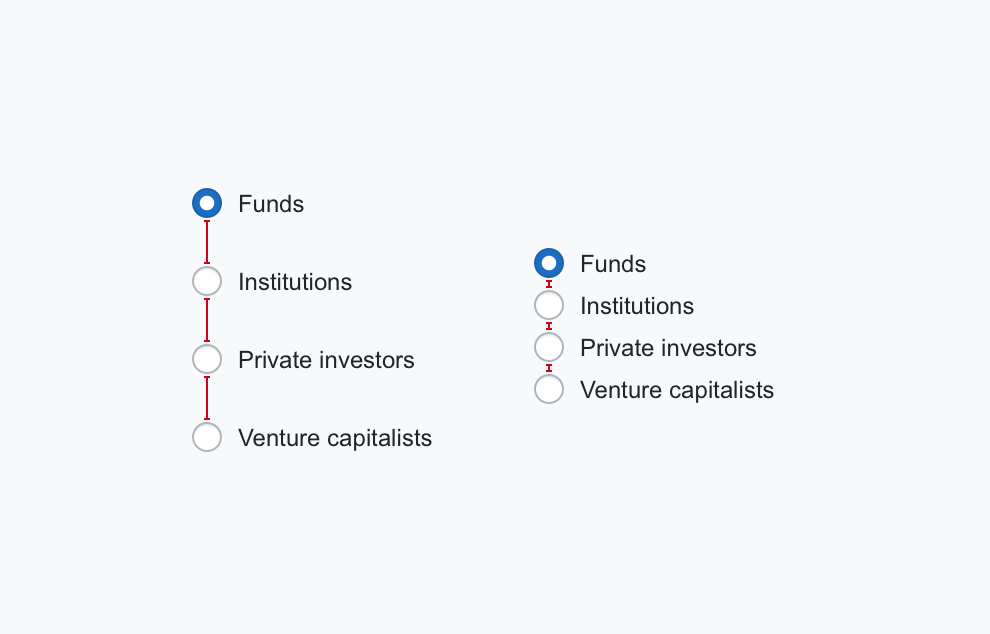 Funds
Institutions
Private investors
Venture capitalists
Funds
Institutions
Private investors
Venture capitalists